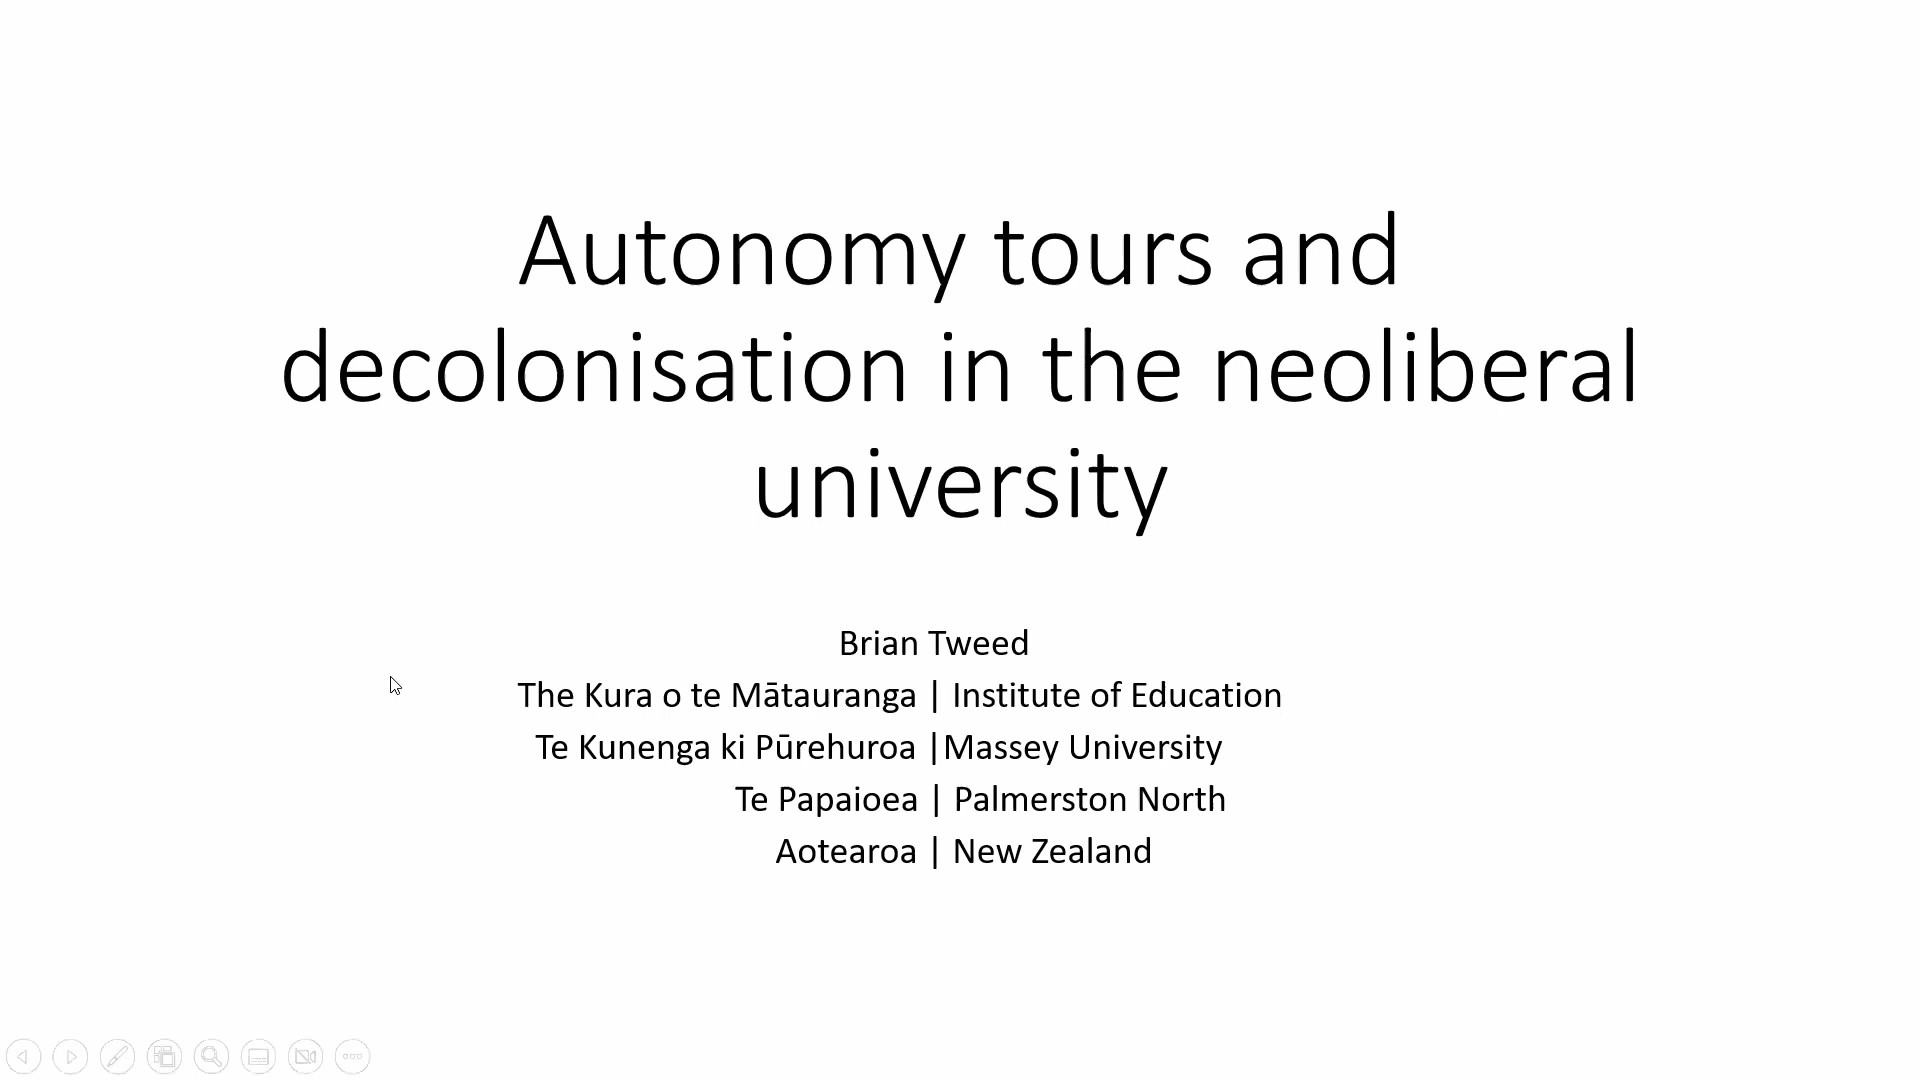 Autonomy tours and
decolonisation in the neoliberal
university
Brian Tweed
The Kura o te Mātauranga | Institute of Education
Te Kunenga ki Pūrehuroa |Massey University
Te Papaioea | Palmerston North
Aotearoa | New Zealand